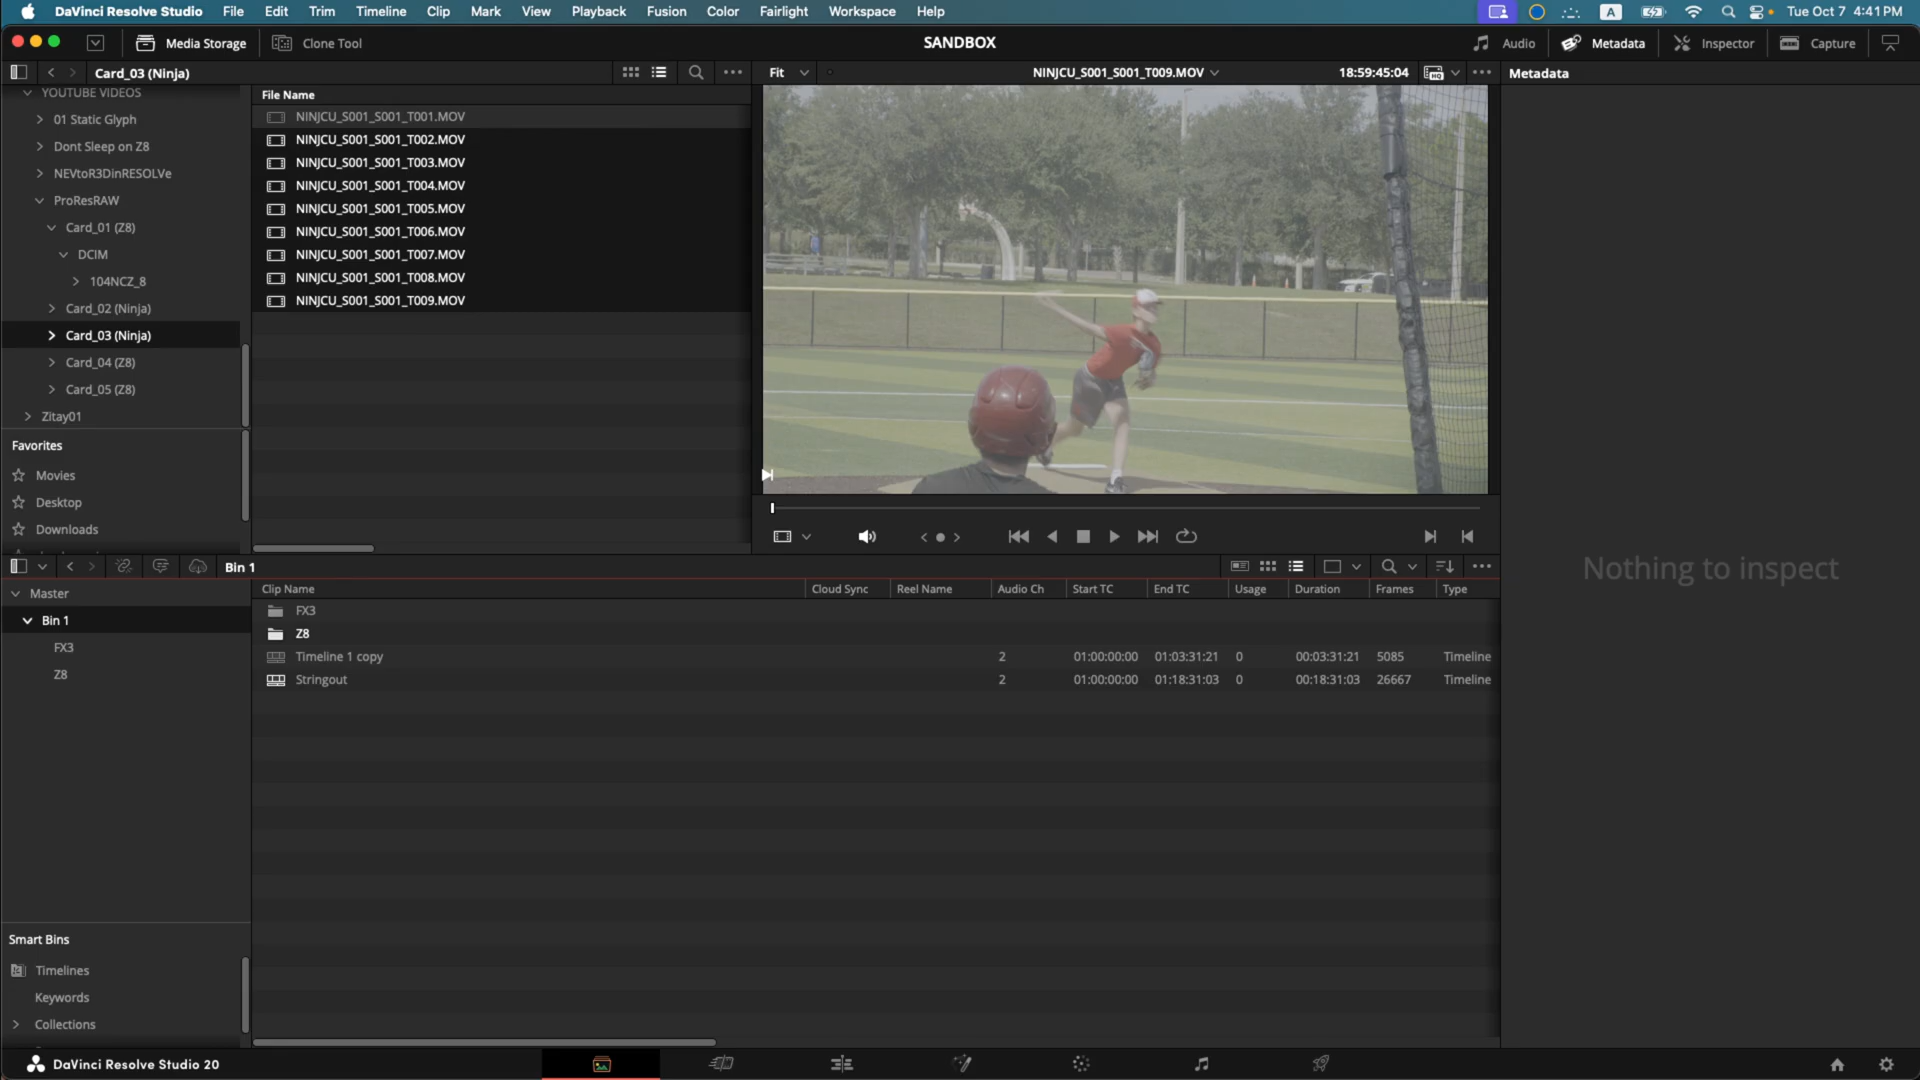 DaVinci Resolve Studio File Edit Trim Timeline Clip Mark View Playback Fusion Color Fairlight Workspace Help A Tue Oct 7 4:41 PM
Media Storage Clone Tool SANDBOX Audio Metadata Inspector Capture
Card_03 (Ninja) Fit NINJCU_S001_S001_T009.MOV 18:59:45:04 Metadata
YOUTUBE VIDEOS
01 Static Glyph
Dont Sleep on Z8
NEVtoR3DinRESOLVe
ProResRAW
Card_01 (Z8)
DCIM
104NCZ_8
Card_02 (Ninja)
Card_03 (Ninja)
Card_04 (Z8)
Card_05 (Z8)
Zitay01
Favorites
Movies
Desktop
Downloads
File Name
NINJCU_S001_S001_T001.MOV
NINJCU_S001_S001_T002.MOV
NINJCU_S001_S001_T003.MOV
NINJCU_S001_S001_T004.MOV
NINJCU_S001_S001_T005.MOV
NINJCU_S001_S001_T006.MOV
NINJCU_S001_S001_T007.MOV
NINJCU_S001_S001_T008.MOV
NINJCU_S001_S001_T009.MOV
Nothing to inspect
Bin 1
Master
Bin 1
FX3
Z8
Clip Name Cloud Sync Reel Name Audio Ch Start TC End TC Usage Duration Frames Type
FX3
Z8
Timeline 1 copy 2 01:00:00:00 01:03:31:21 0 00:03:31:21 5085 Timeline
Stringout 2 01:00:00:00 01:18:31:03 0 00:18:31:03 26667 Timeline
Smart Bins
Timelines
Keywords
Collections
DaVinci Resolve Studio 20